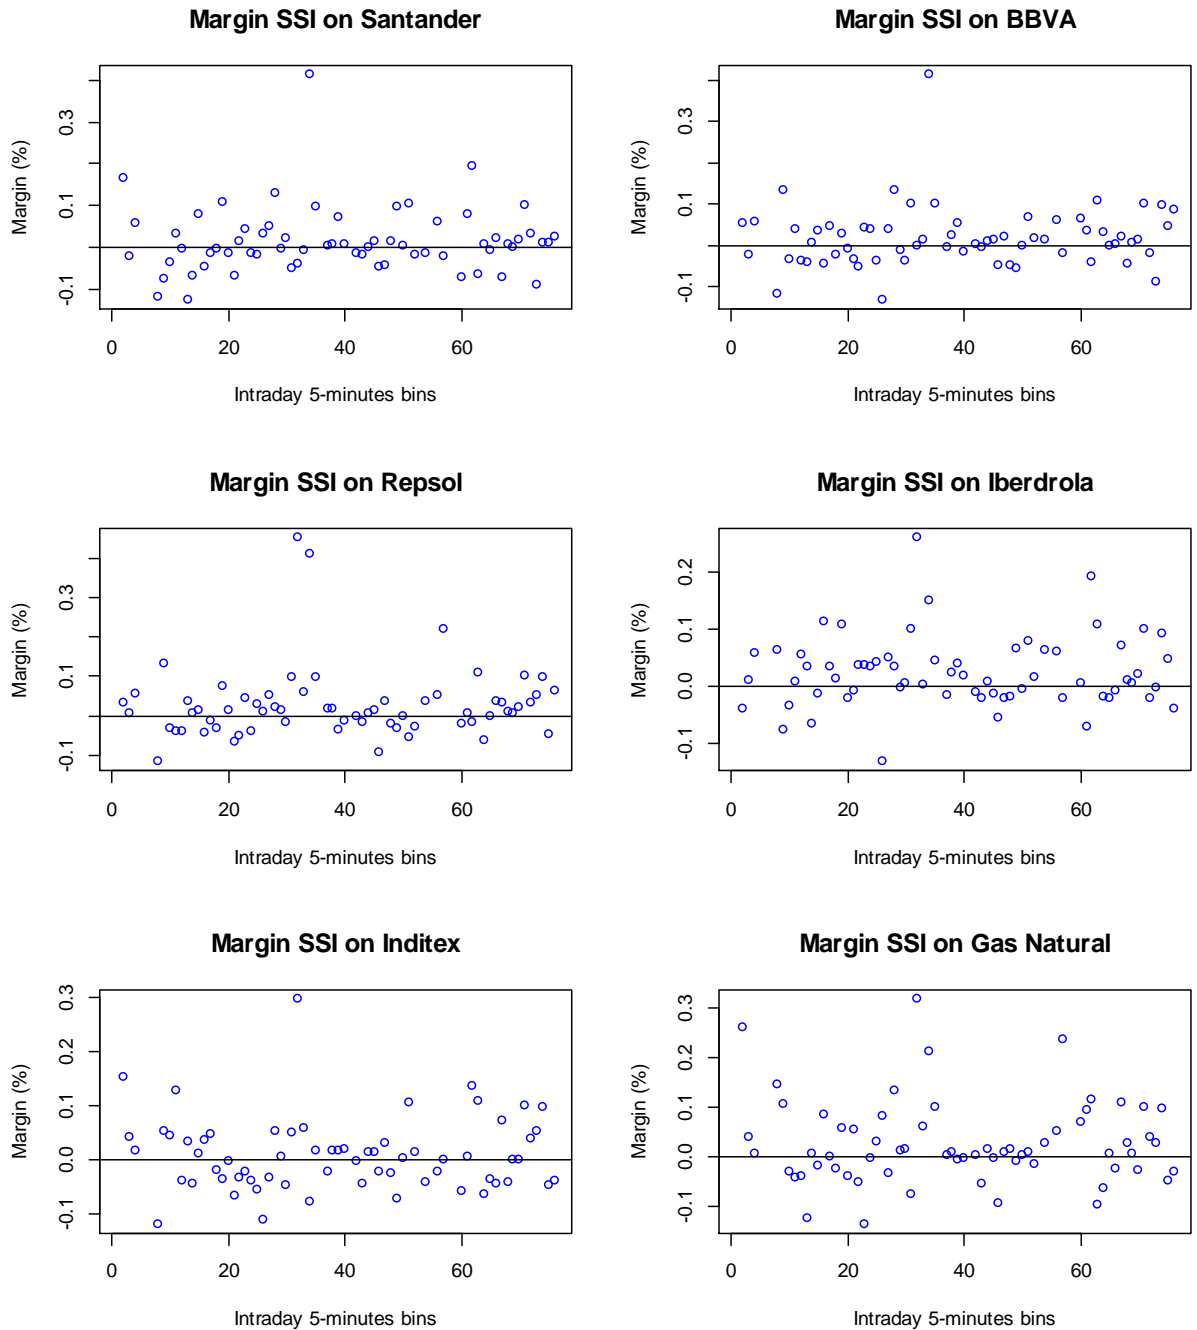 Margin SSI on Santander
Margin (%)
0.3
0.1
-0.1
0 20 40 60
Intraday 5-minutes bins
Margin SSI on BBVA
Margin (%)
0.3
0.1
-0.1
0 20 40 60
Intraday 5-minutes bins
Margin SSI on Repsol
Margin (%)
0.3
0.1
-0.1
0 20 40 60
Intraday 5-minutes bins
Margin SSI on Iberdrola
Margin (%)
0.2
0.1
0.0
-0.1
0 20 40 60
Intraday 5-minutes bins
Margin SSI on Inditex
Margin (%)
0.3
0.2
0.1
0.0
-0.1
0 20 40 60
Intraday 5-minutes bins
Margin SSI on Gas Natural
Margin (%)
0.3
0.2
0.1
0.0
-0.1
0 20 40 60
Intraday 5-minutes bins